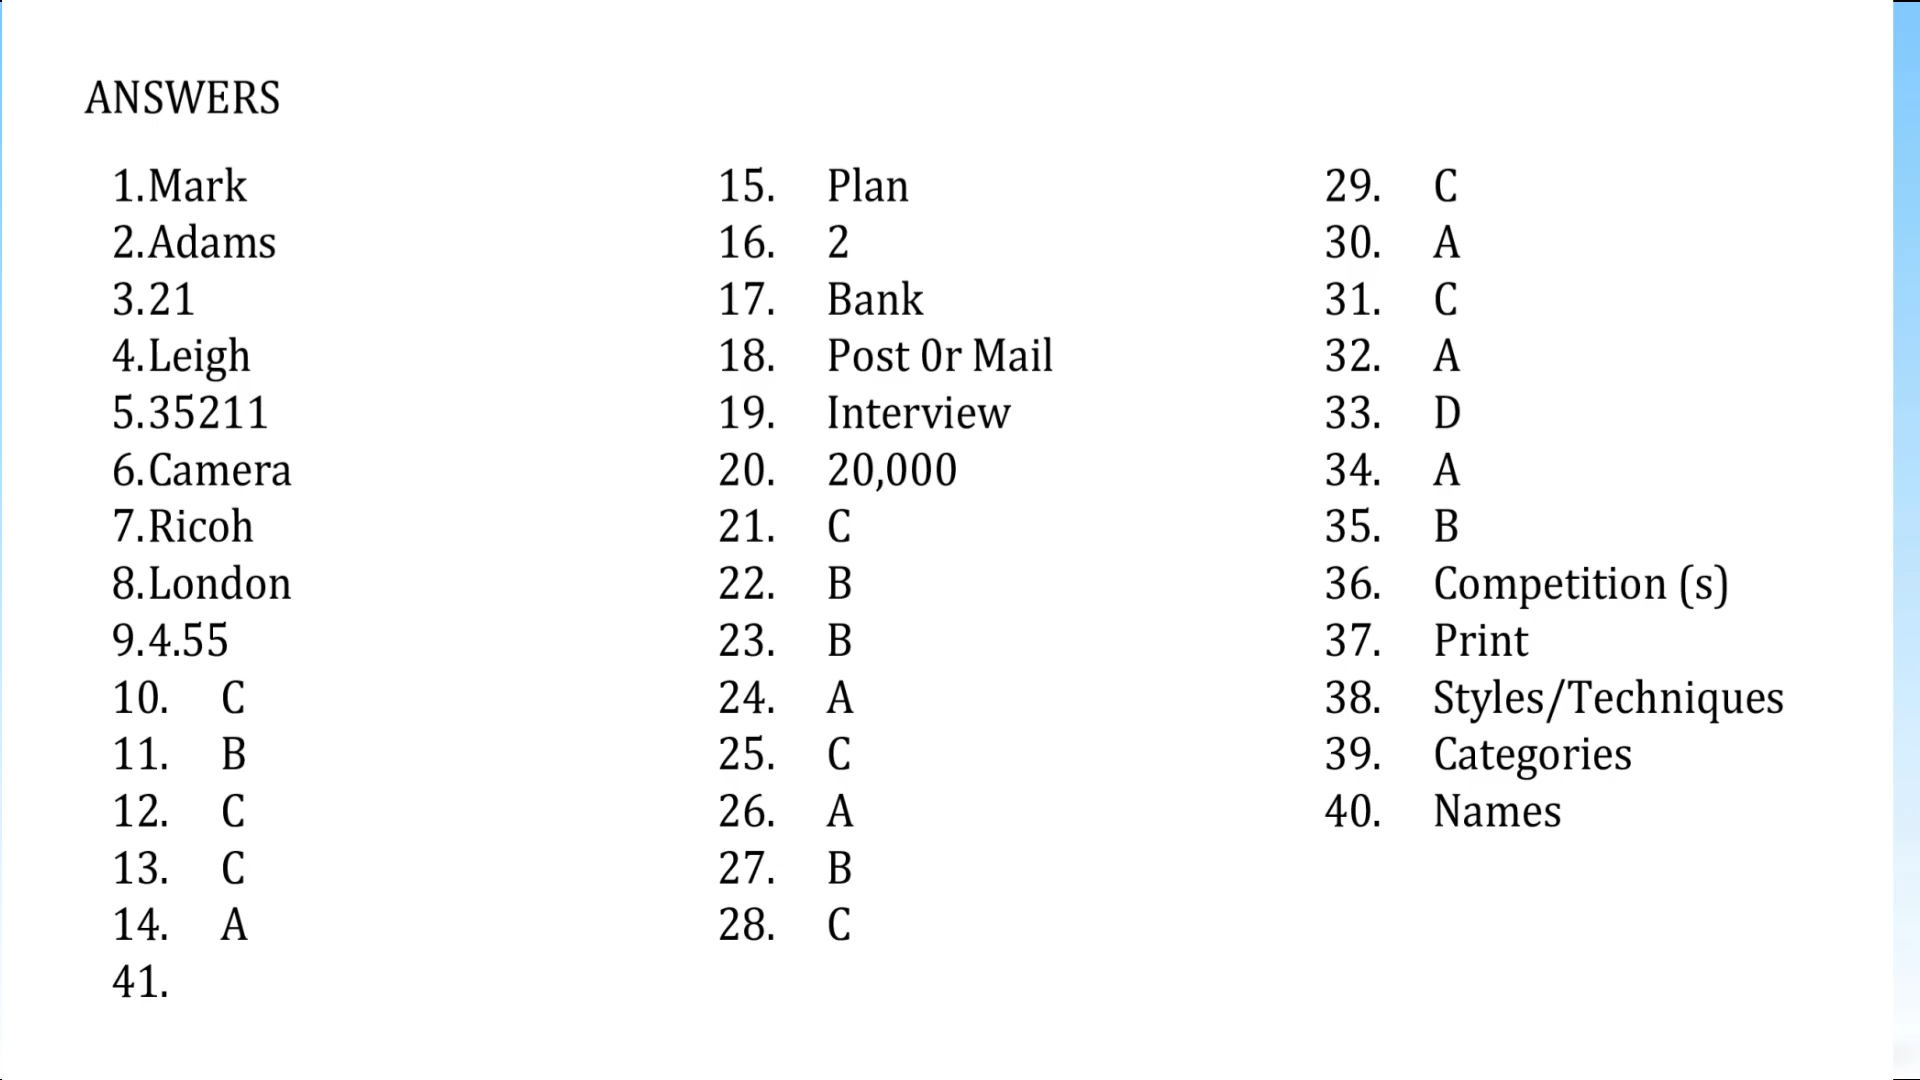 ANSWERS
1.Mark
2.Adams
3.21
4.Leigh
5.35211
6.Camera
7.Ricoh
8.London
9.4.55
10. C
11. B
12. C
13. C
14. A
41.
15. Plan
16. 2
17. Bank
18. Post 0r Mail
19. Interview
20. 20,000
21. C
22. B
23. B
24. A
25. C
26. A
27. B
28. C
29. C
30. A
31. C
32. A
33. D
34. A
35. B
36. Competition (s)
37. Print
38. Styles/Techniques
39. Categories
40. Names